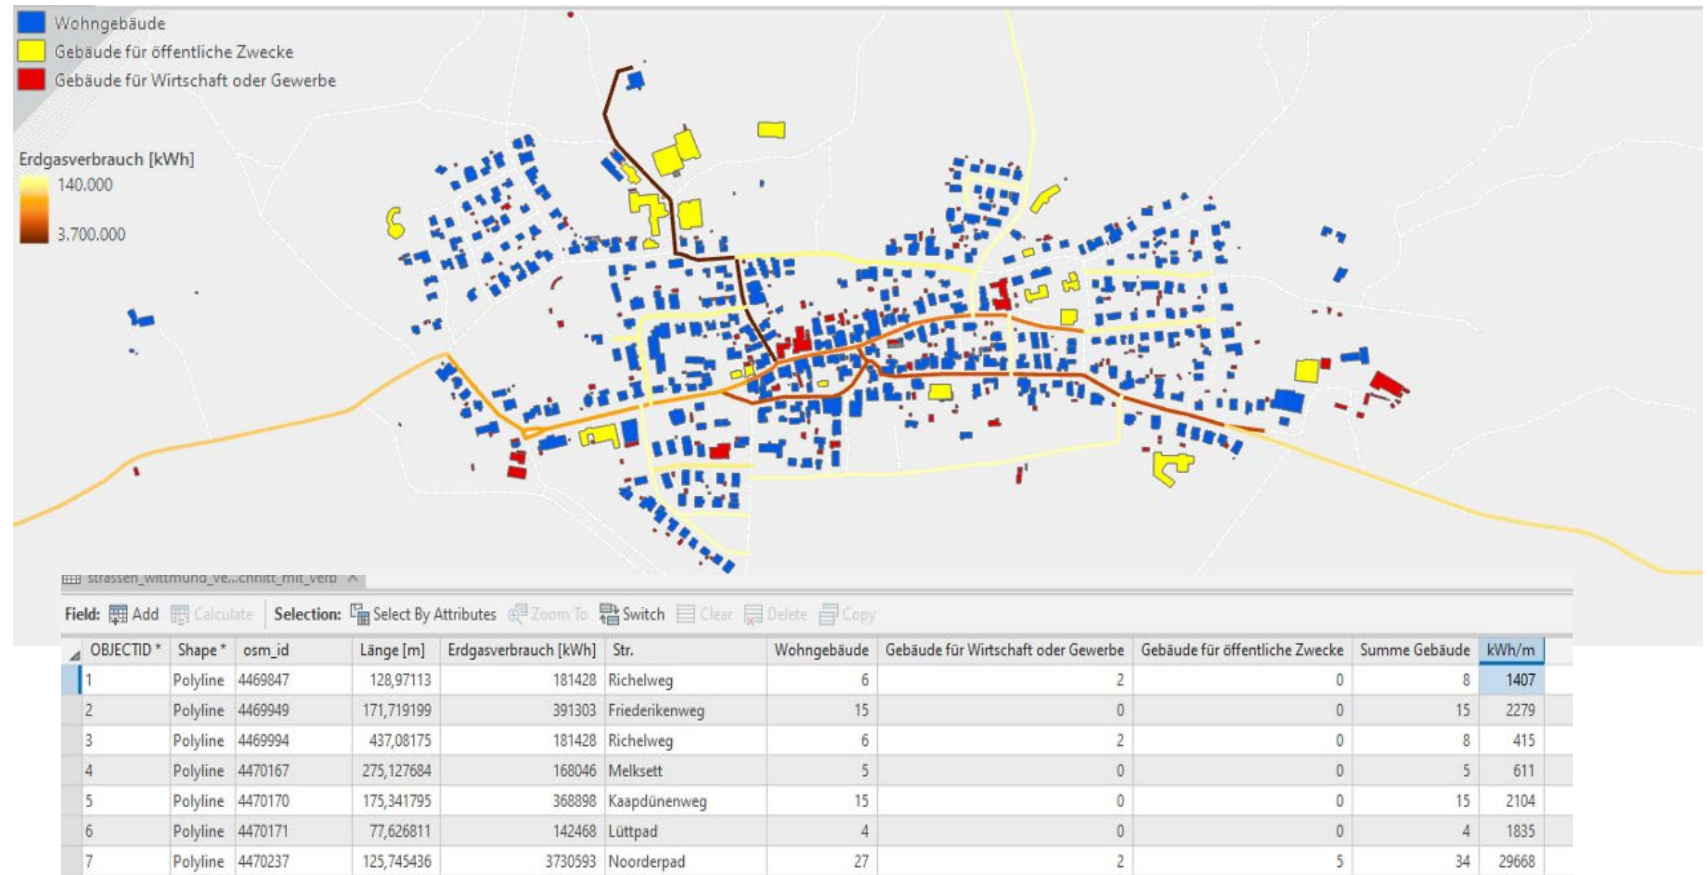 Wohngebäude
Gebäude für öffentliche Zwecke
Gebäude für Wirtschaft oder Gewerbe
Erdgasverbrauch [kWh]
140.000
3.700.000
strassen_wittmund_ve...chnitt_mit_verb
Field: Add Calculate Selection: Select By Attributes Zoom To Switch Clear Delete Copy
OBJECTID * Shape * osm_id Länge [m] Erdgasverbrauch [kWh] Str. Wohngebäude Gebäude für Wirtschaft oder Gewerbe Gebäude für öffentliche Zwecke Summe Gebäude kWh/m
1 Polyline 4469847 128,97113 181428 Richelweg 6 2 0 8 1407
2 Polyline 4469949 171,719199 391303 Friederikenweg 15 0 0 15 2279
3 Polyline 4469994 437,08175 181428 Richelweg 6 2 0 8 415
4 Polyline 4470167 275,127684 168046 Melksett 5 0 0 5 611
5 Polyline 4470170 175,341795 368898 Kaapdünenweg 15 0 0 15 2104
6 Polyline 4470171 77,626811 142468 Lüttpad 4 0 0 4 1835
7 Polyline 4470237 125,745436 3730593 Noorderpad 27 2 5 34 29668